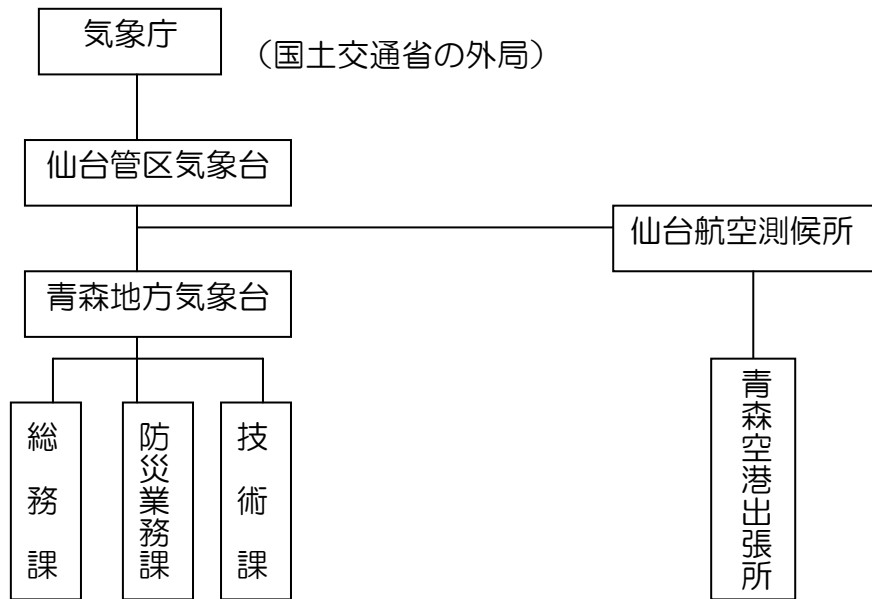 気象庁
（国土交通省の外局）
仙台管区気象台
仙台航空測候所
青森地方気象台
総務課
防災業務課
技術課
青森空港出張所